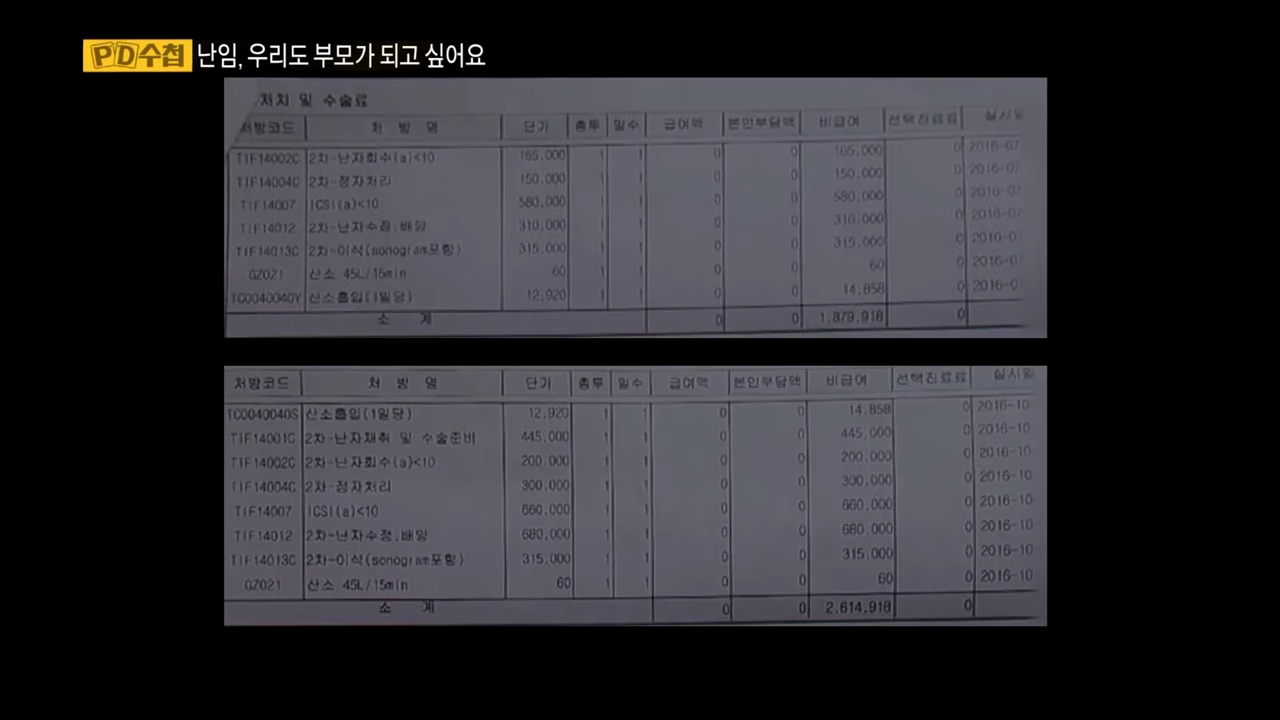 PD수첩 난임, 우리도 부모가 되고 싶어요
처치 및 수술료
처방코드 처 방 명 단가 총투 일수 급여액 본인부담액 비급여 선택진료료 실시일
TIF14002C 2차-난자회수(a)<10 165,000 1 1 0 0 165,000 0 2016-07
TIF14004C 2차-정자처리 150,000 1 1 0 0 150,000 0 2016-07
TIF14007 ICSI(a)<10 580,000 1 1 0 0 580,000 0 2016-07
TIF14012 2차-난자수정,배양 310,000 1 1 0 0 310,000 0 2016-07
TIF14013C 2차-이식(sonogram포함) 315,000 1 1 0 0 315,000 0 2016-07
GZ021 산소 45L/15min 60 1 1 0 0 60 0 2016-07
TC0040040Y 산소흡입(1일당) 12,920 1 1 0 0 14,858 0 2016-0
소 계 0 0 1,879,918 0
처방코드 처 방 명 단가 총투 일수 급여액 본인부담액 비급여 선택진료료 실시일
TC0040040S 산소흡입(1일당) 12,920 1 1 0 0 14,858 0 2016-10
TIF14001C 2차-난자채취 및 수술준비 445,000 1 1 0 0 445,000 0 2016-10
TIF14002C 2차-난자회수(a)<10 200,000 1 1 0 0 200,000 0 2016-10
TIF14004C 2차-정자처리 300,000 1 1 0 0 300,000 0 2016-10
TIF14007 ICSI(a)<10 660,000 1 1 0 0 660,000 0 2016-10
TIF14012 2차-난자수정,배양 680,000 1 1 0 0 680,000 0 2016-10
TIF14013C 2차-이식(sonogram포함) 315,000 1 1 0 0 315,000 0 2016-10
GZ021 산소 45L/15min 60 1 1 0 0 60 0 2016-10
소 계 0 0 2,614,918 0